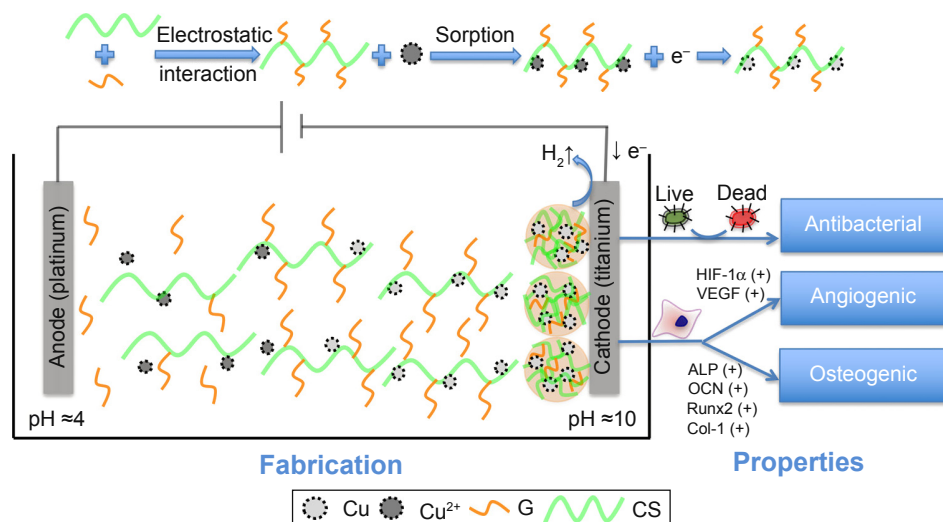 Electrostatic
interaction
Sorption
e⁻
H₂↑
↓ e⁻
Anode (platinum)
Cathode (titanium)
pH ≈4
pH ≈10
Live
Dead
Antibacterial
HIF-1α (+)
VEGF (+)
Angiogenic
ALP (+)
OCN (+)
Runx2 (+)
Col-1 (+)
Osteogenic
Fabrication
Properties
Cu Cu²⁺ G CS